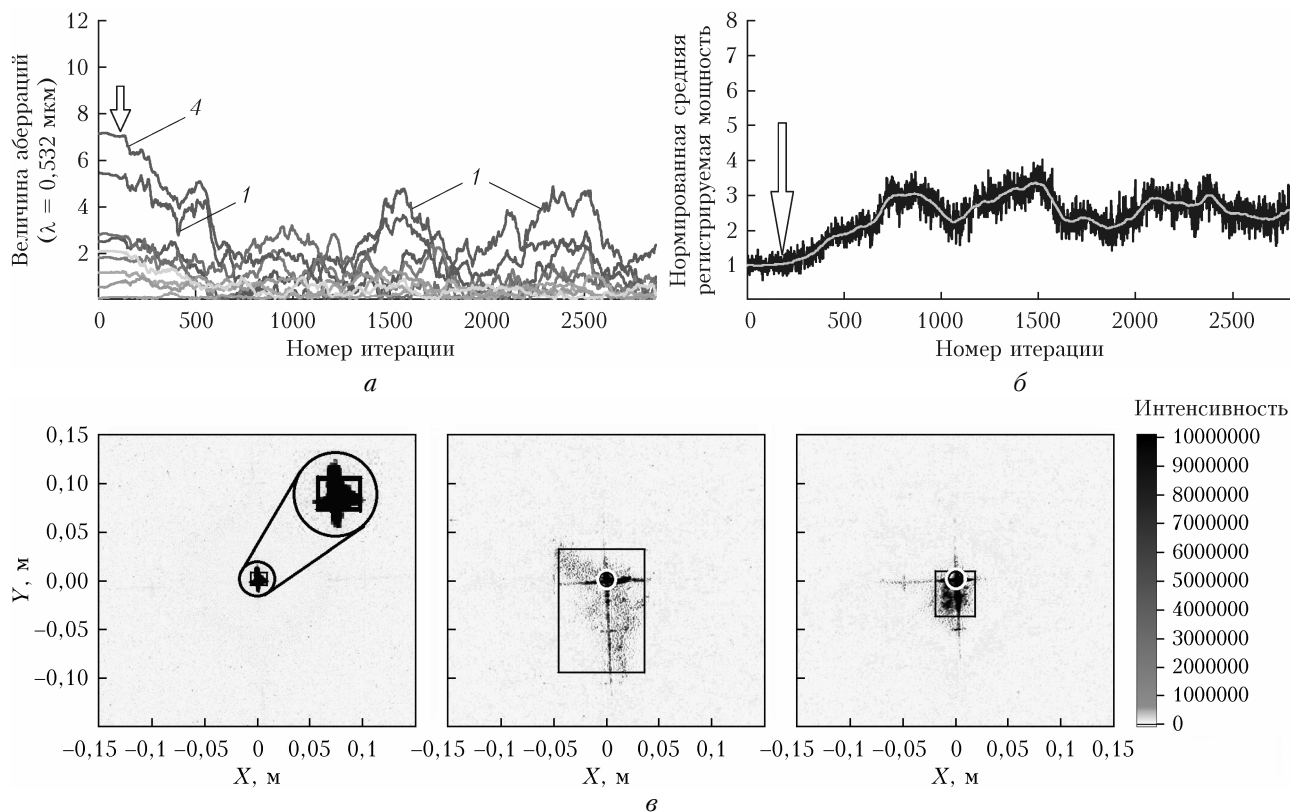 Величина аберраций
(λ = 0,532 мкм)
12
10
8
6
4
2
4
1
1
0
500
1000
1500
2000
2500
Номер итерации
а
Нормированная средняя
регистрируемая мощность
8
7
6
5
4
3
2
1
0
500
1000
1500
2000
2500
Номер итерации
б
Y, м
0,15
0,10
0,05
0,00
–0,05
–0,10
–0,15 –0,1 –0,05 0 0,05 0,1
X, м
–0,15 –0,1 –0,05 0 0,05 0,1
X, м
–0,15 –0,1 –0,05 0 0,05 0,1 0,15
X, м
Интенсивность
10000000
9000000
8000000
7000000
6000000
5000000
4000000
3000000
2000000
1000000
0
в